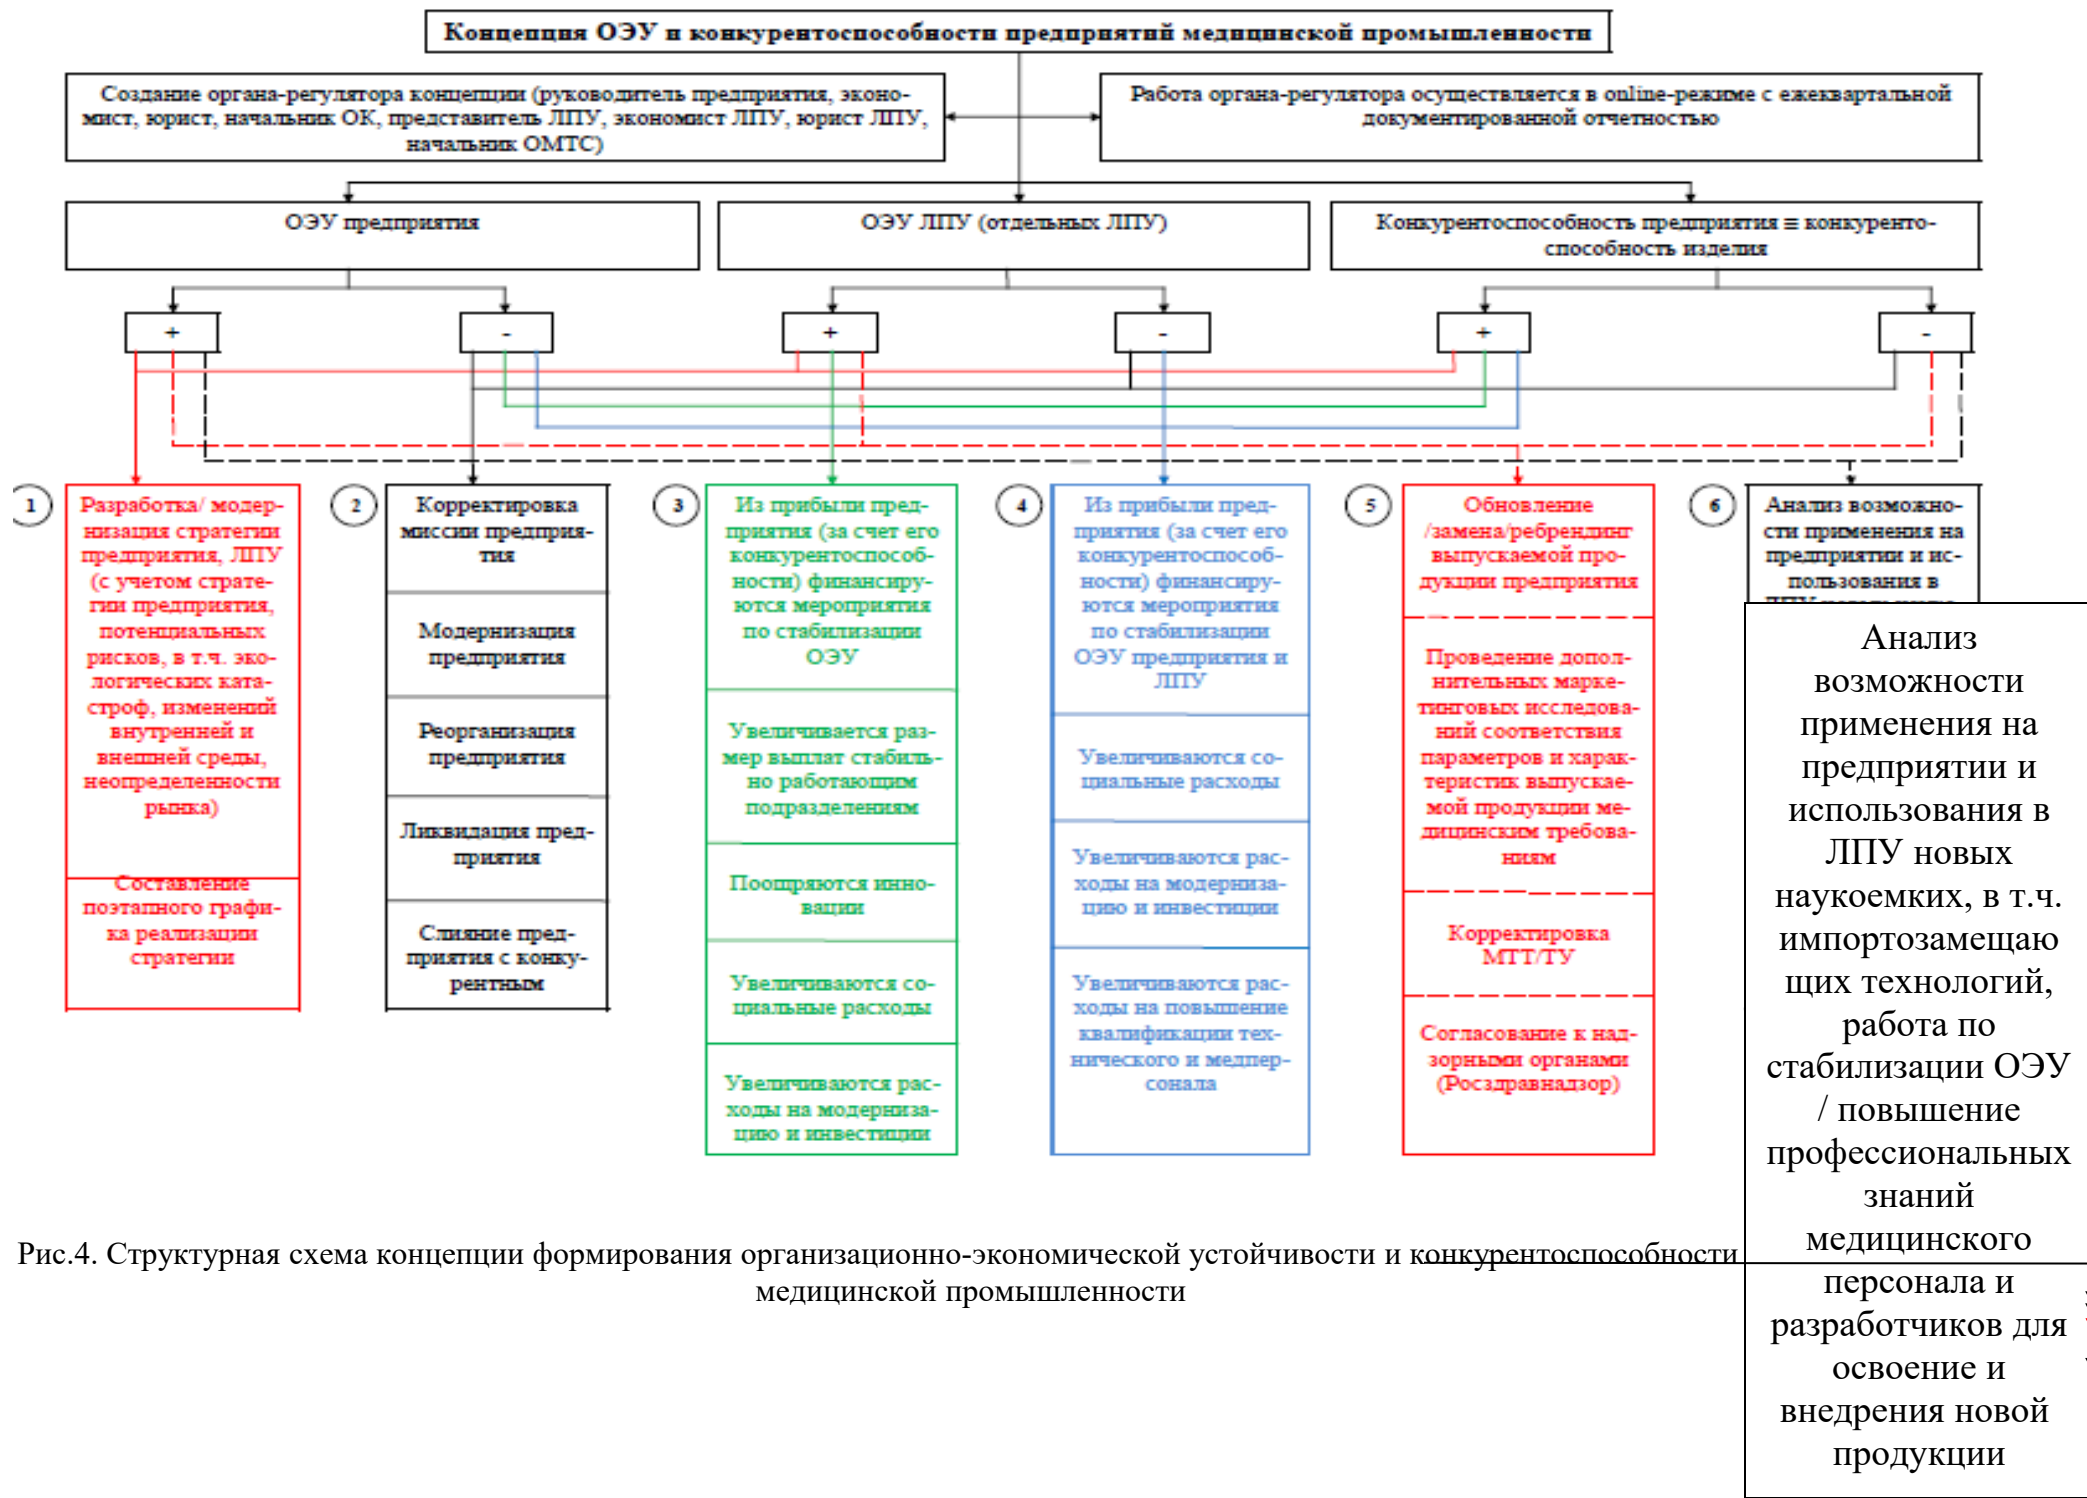 Концепция ОЭУ и конкурентоспособности предприятий медицинской промышленности
Создание органа-регулятора концепции (руководитель предприятия, эконо-
мист, юрист, начальник ОК, представитель ЛПУ, экономист ЛПУ, юрист ЛПУ,
начальник ОМТС)
Работа органа-регулятора осуществляется в online-режиме с ежеквартальной
документированной отчетностью
ОЭУ предприятия
ОЭУ ЛПУ (отдельных ЛПУ)
Конкурентоспособность предприятия ≡ конкуренто-
способность изделия
+
-
+
-
+
-
1
Разработка/ модер-
низация стратегии
предприятия, ЛПУ
(с учетом страте-
гии предприятия,
потенциальных
рисков, в т.ч. эко-
логических ката-
строф, изменений
внутренней и
внешней среды,
неопределенности
рынка)
Составление
поэтапного графи-
ка реализации
стратегии
2
Корректировка
миссии предприя-
тия
Модернизация
предприятия
Реорганизация
предприятия
Ликвидация пред-
приятия
Слияние пред-
приятия с конку-
рентным
3
Из прибыли пред-
приятия (за счет его
конкурентоспособ-
ности) финансиру-
ются мероприятия
по стабилизации
ОЭУ
Увеличивается раз-
мер выплат стабиль-
но работающим
подразделениям
Поощряются инно-
вации
Увеличиваются со-
циальные расходы
Увеличиваются рас-
ходы на модерниза-
цию и инвестиции
4
Из прибыли пред-
приятия (за счет его
конкурентоспособ-
ности) финансиру-
ются мероприятия
по стабилизации
ОЭУ предприятия и
ЛПУ
Увеличиваются со-
циальные расходы
Увеличиваются рас-
ходы на модерниза-
цию и инвестиции
Увеличиваются рас-
ходы на повышение
квалификации тех-
нического и медпер-
сонала
5
Обновление
/замена/ребрендинг
выпускаемой про-
дукции предприятия
Проведение допол-
нительных марке-
тинговых исследова-
ний соответствия
параметров и харак-
теристик выпускае-
мой продукции ме-
дицинским требова-
ниям
Корректировка
МТТ/ТУ
Согласование к над-
зорными органами
(Росздравнадзор)
6
Анализ возможно-
сти применения на
предприятии и ис-
пользования в
Анализ
возможности
применения на
предприятии и
использования в
ЛПУ новых
наукоемких, в т.ч.
импортозамещаю
щих технологий,
работа по
стабилизации ОЭУ
/ повышение
профессиональных
знаний
медицинского
персонала и
разработчиков для
освоение и
внедрения новой
продукции
Рис.4. Структурная схема концепции формирования организационно-экономической устойчивости и конкурентоспособности
медицинской промышленности